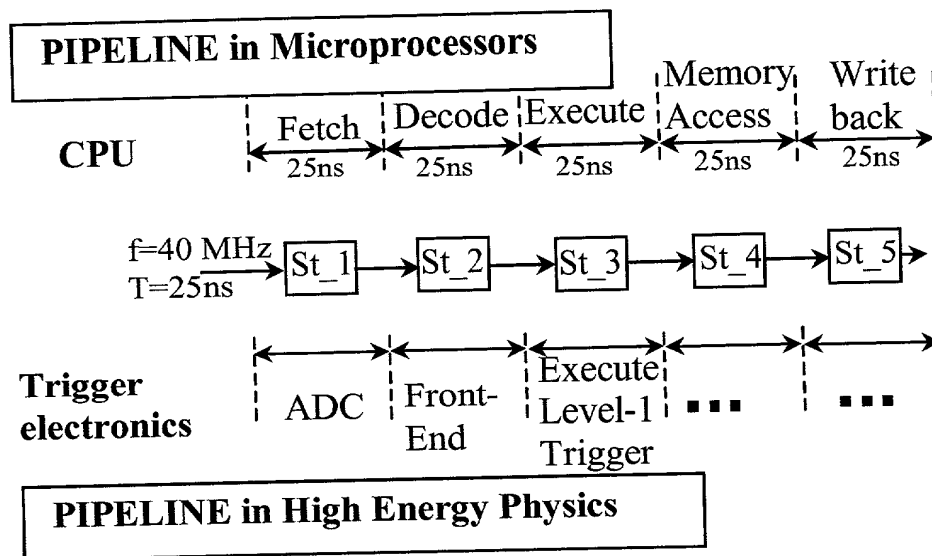 PIPELINE in Microprocessors
Memory Write
Fetch Decode Execute Access back
CPU
25ns 25ns 25ns 25ns 25ns
f=40 MHz
T=25ns
St_1 St_2 St_3 St_4 St_5
Trigger
electronics
ADC
Front-
End
Execute
Level-1
Trigger
...
...
PIPELINE in High Energy Physics